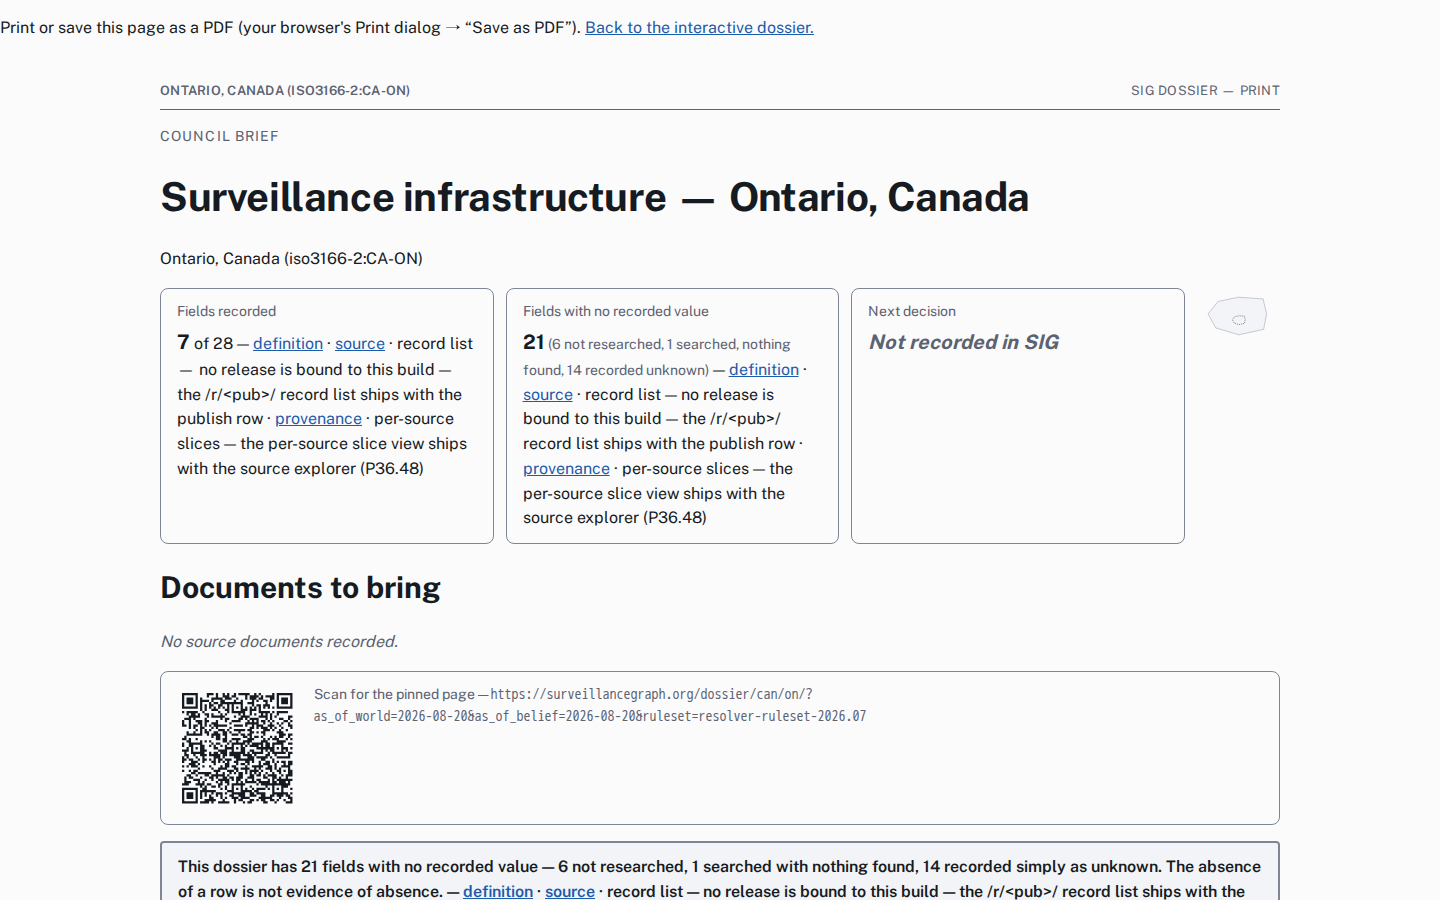 Print or save this page as a PDF (your browser's Print dialog → “Save as PDF”). Back to the interactive dossier.
ONTARIO, CANADA (ISO3166-2:CA-ON)
SIG DOSSIER — PRINT
COUNCIL BRIEF
Surveillance infrastructure — Ontario, Canada
Ontario, Canada (iso3166-2:CA-ON)
Fields recorded
7 of 28 — definition · source · record list
— no release is bound to this build —
the /r/<pub>/ record list ships with the
publish row · provenance · per-source
slices — the per-source slice view ships
with the source explorer (P36.48)
Fields with no recorded value
21 (6 not researched, 1 searched, nothing
found, 14 recorded unknown) — definition ·
source · record list — no release is
bound to this build — the /r/<pub>/
record list ships with the publish row ·
provenance · per-source slices — the
per-source slice view ships with the
source explorer (P36.48)
Next decision
Not recorded in SIG
Documents to bring
No source documents recorded.
Scan for the pinned page — https://surveillancegraph.org/dossier/can/on/?
as_of_world=2026-08-20&as_of_belief=2026-08-20&ruleset=resolver-ruleset-2026.07
This dossier has 21 fields with no recorded value — 6 not researched, 1 searched with nothing found, 14 recorded simply as unknown. The absence
of a row is not evidence of absence. — definition · source · record list — no release is bound to this build — the /r/<pub>/ record list ships with the